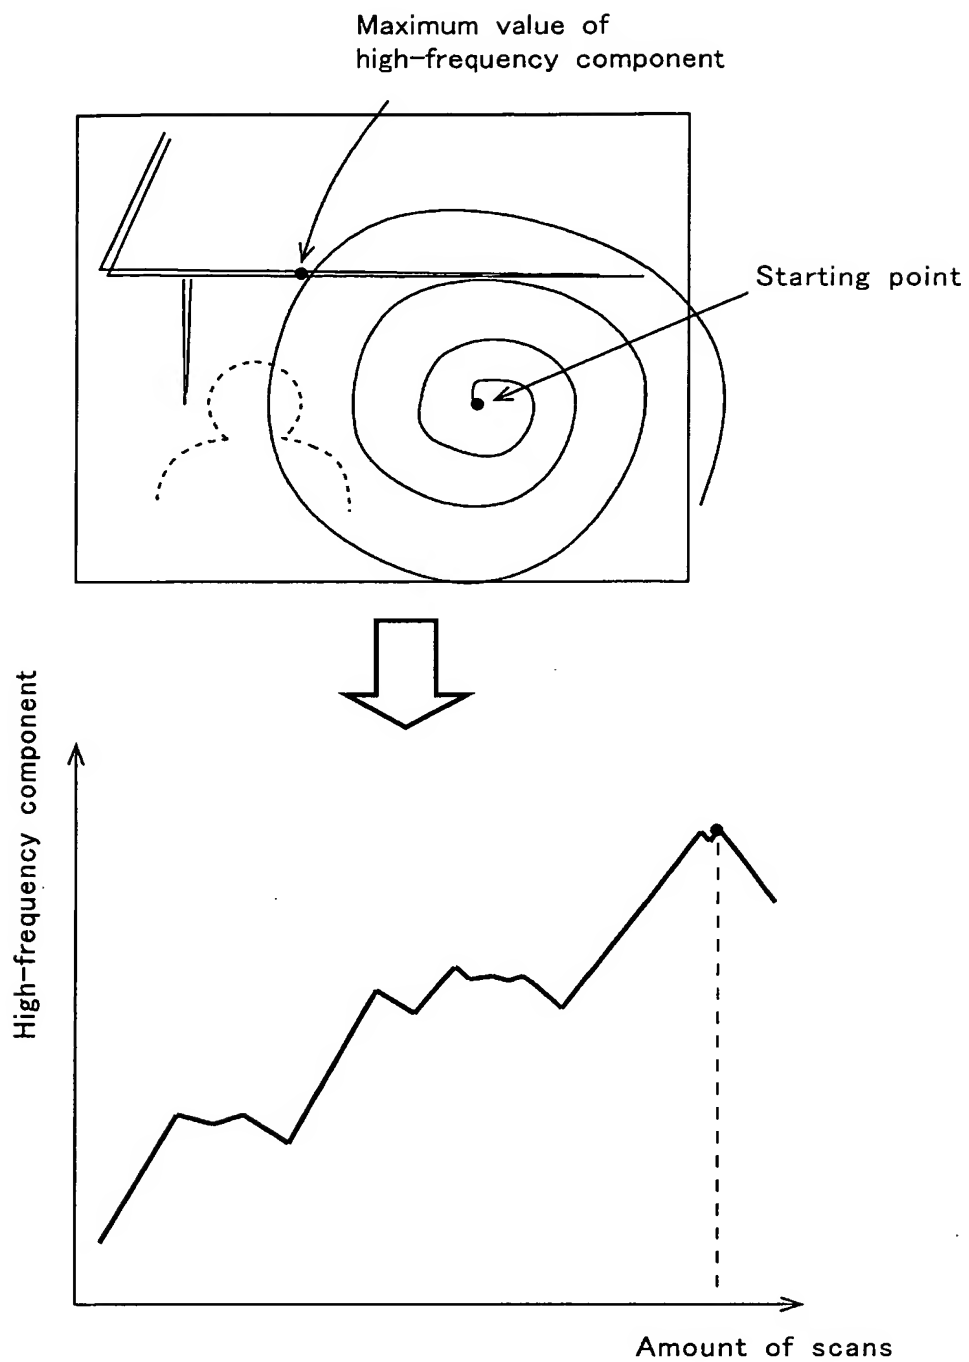 Maximum value of
high-frequency component
Starting point
High-frequency component
Amount of scans